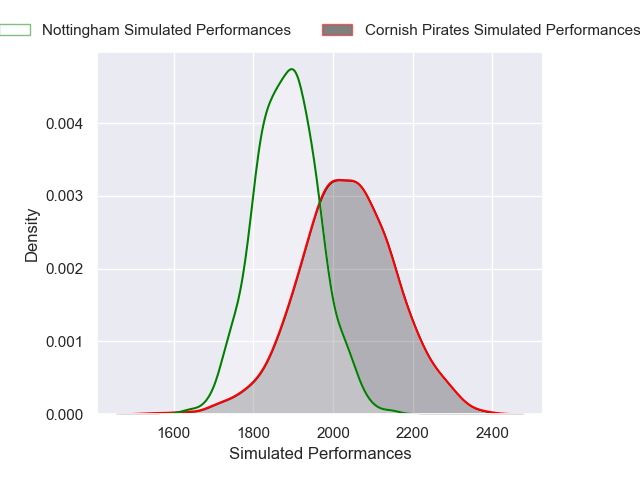 Nottingham Simulated Performances
Cornish Pirates Simulated Performances
0.004
0.003
0.002
0.001
0.000
Density
1600 1800 2000 2200 2400
Simulated Performances